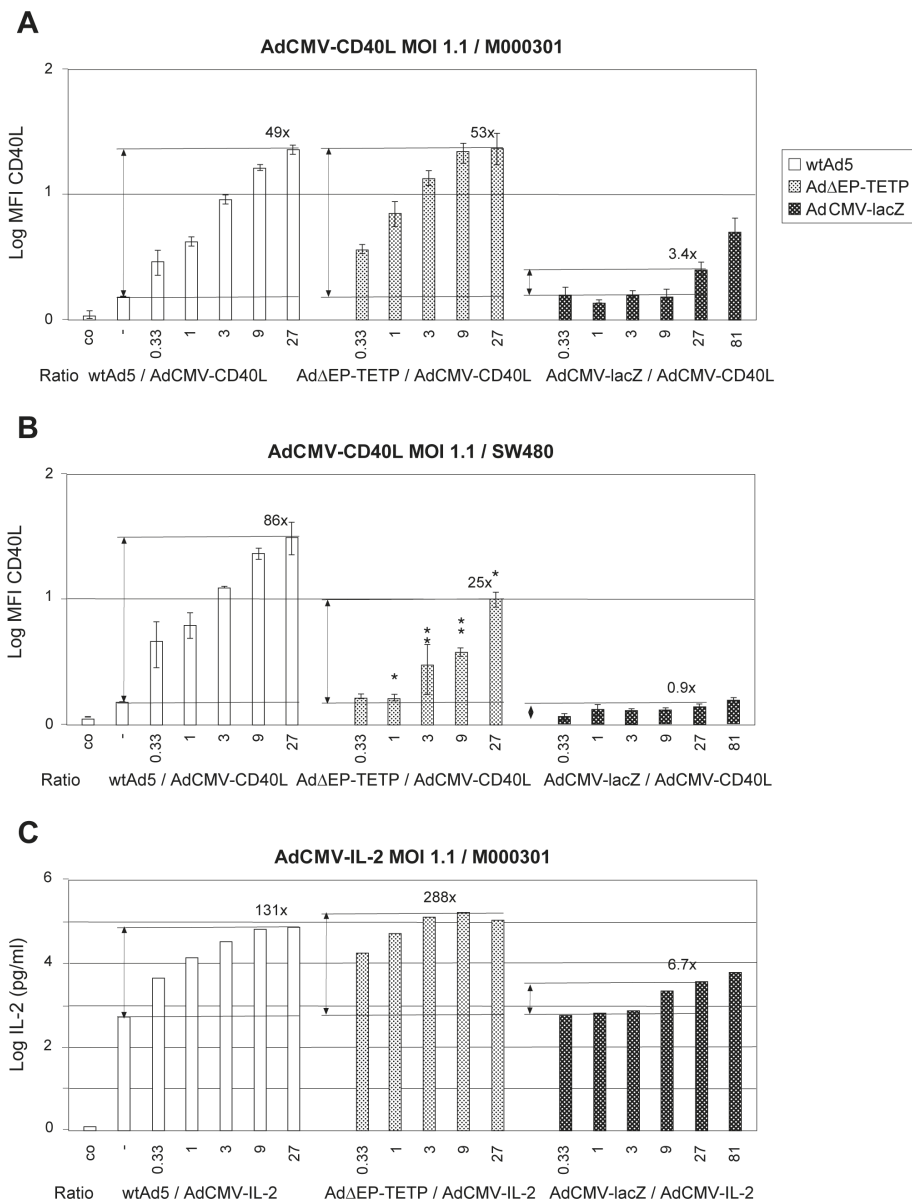 A
AdCMV-CD40L MOI 1.1 / M000301
2
49x
53x
wtAd5
Log MFI CD40L
1
Ad∆EP-TETP
AdCMV-lacZ
3.4x
0
co - 0.33 1 3 9 27 0.33 1 3 9 27 0.33 1 3 9 27 81
Ratio wtAd5 / AdCMV-CD40L Ad∆EP-TETP / AdCMV-CD40L AdCMV-lacZ / AdCMV-CD40L
B
AdCMV-CD40L MOI 1.1 / SW480
2
86x
Log MFI CD40L
1
25x *
* ** **
0.9x
0
co - 0.33 1 3 9 27 0.33 1 3 9 27 0.33 1 3 9 27 81
Ratio wtAd5 / AdCMV-CD40L Ad∆EP-TETP / AdCMV-CD40L AdCMV-lacZ / AdCMV-CD40L
C
AdCMV-IL-2 MOI 1.1 / M000301
6
131x
288x
Log IL-2 (pg/ml)
4
6.7x
2
0
co - 0.33 1 3 9 27 0.33 1 3 9 27 0.33 1 3 9 27 81
Ratio wtAd5 / AdCMV-IL-2 Ad∆EP-TETP / AdCMV-IL-2 AdCMV-lacZ / AdCMV-IL-2